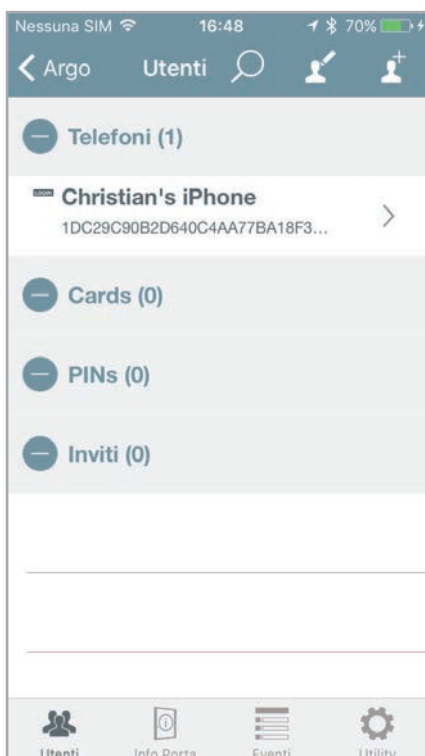 Nessuna SIM 16:48 70%
Argo Utenti
Telefoni (1)
LOGIN Christian's iPhone
1DC29C90B2D640C4AA77BA18F3...
Cards (0)
PINs (0)
Inviti (0)
Utenti Info Porta Eventi Utility